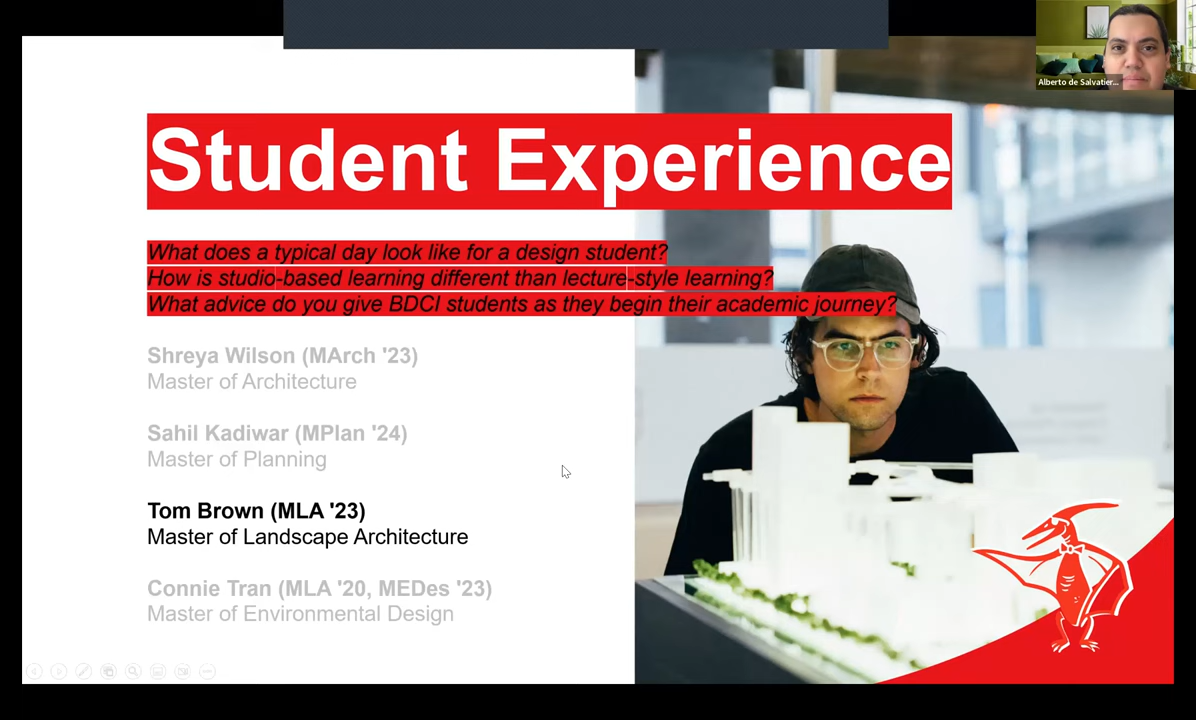 Alberto de Salvatier...
Student Experience
What does a typical day look like for a design student?
How is studio-based learning different than lecture-style learning?
What advice do you give BDCI students as they begin their academic journey?
Shreya Wilson (MArch '23)
Master of Architecture
Sahil Kadiwar (MPlan '24)
Master of Planning
Tom Brown (MLA '23)
Master of Landscape Architecture
Connie Tran (MLA '20, MEDes '23)
Master of Environmental Design